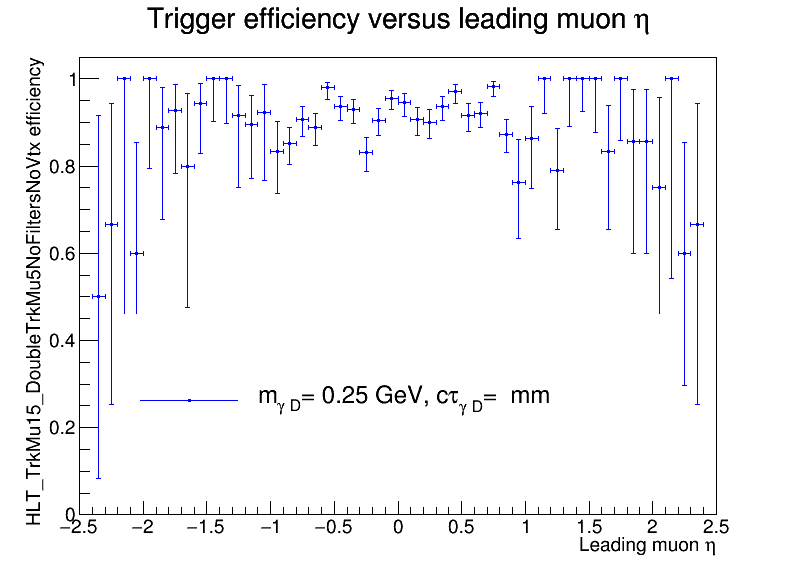 Trigger efficiency versus leading muon η
HLT_TrkMu15_DoubleTrkMu5NoFiltersNoVtx efficiency
1
0.8
0.6
0.4
0.2
0
m_γ D= 0.25 GeV, cτ_γ D= mm
−2.5 −2 −1.5 −1 −0.5 0 0.5 1 1.5 2 2.5
Leading muon η